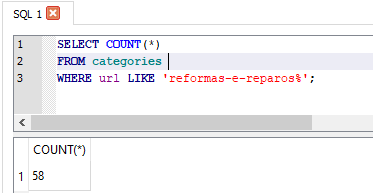 SQL 1
1 SELECT COUNT(*)
2 FROM categories
3 WHERE url LIKE 'reformas-e-reparos%';
COUNT(*)
1 58